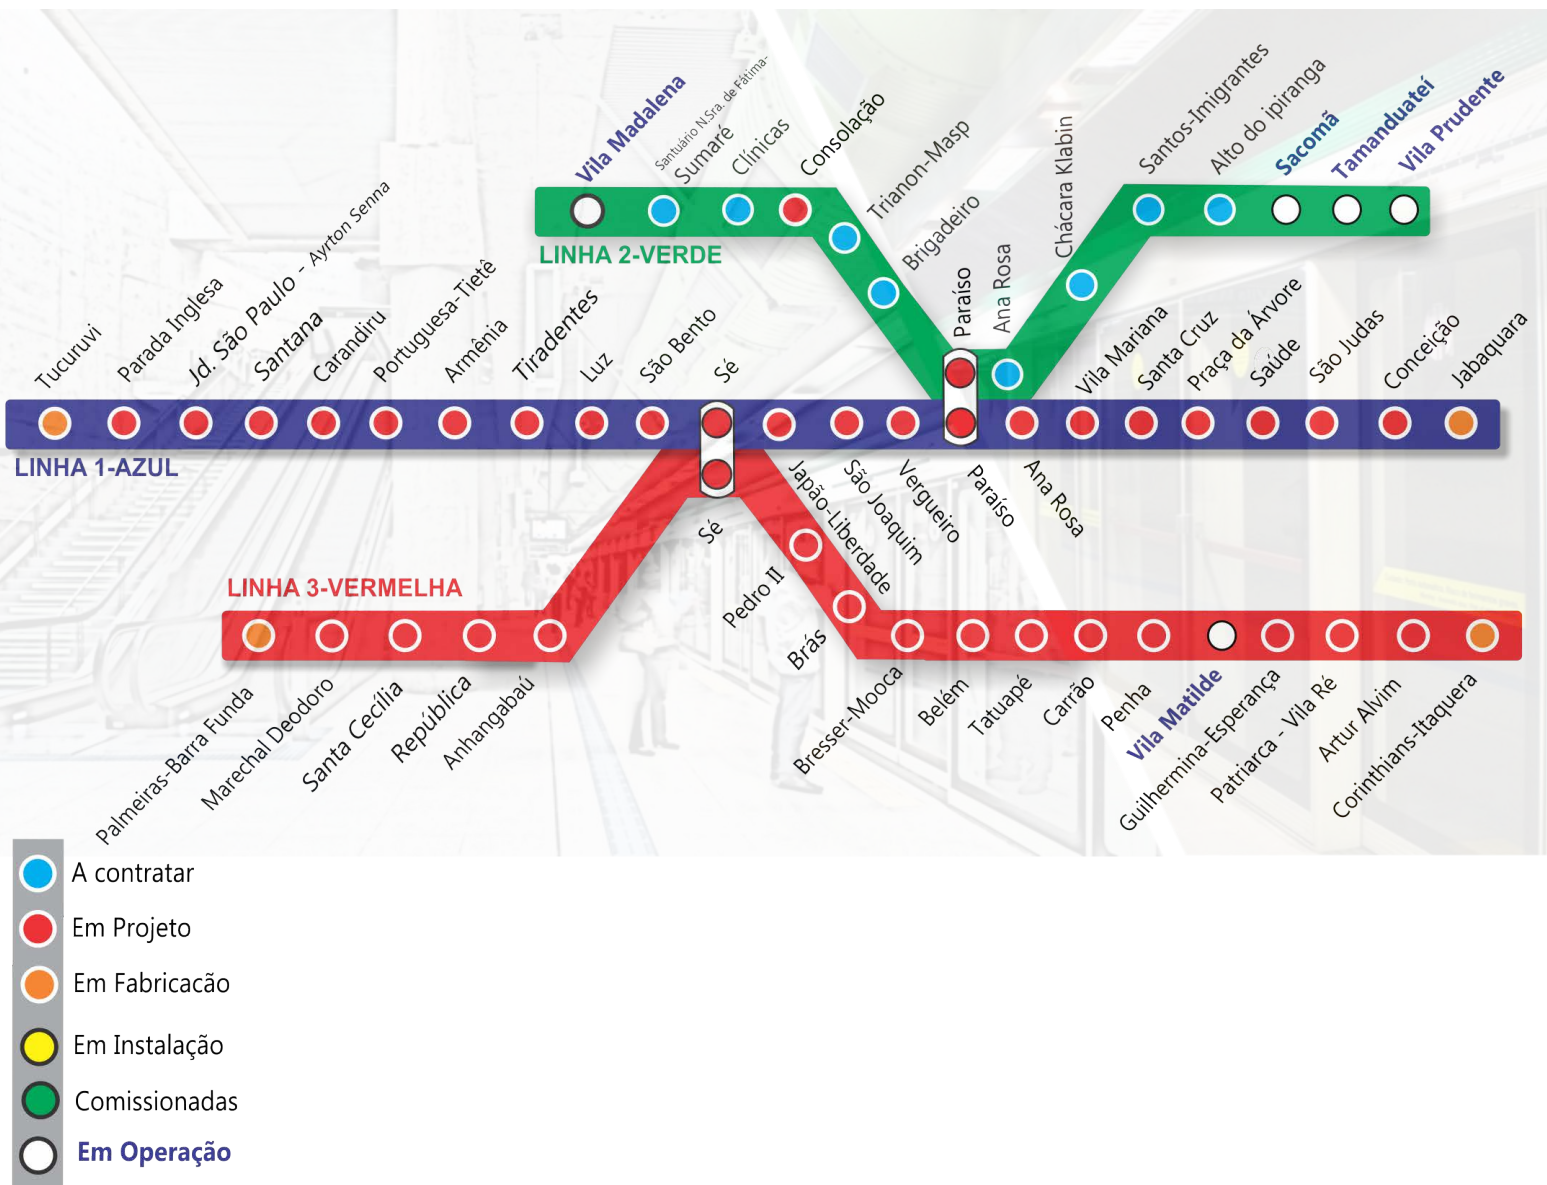 Vila Madalena
Santuário N.Sra. de Fátima-
Sumaré
Clínicas
Consolação
Trianon-Masp
Brigadeiro
Paraíso
Ana Rosa
Chácara Klabin
Santos-Imigrantes
Alto do ipiranga
Sacomã
Tamanduateí
Vila Prudente
LINHA 2-VERDE
Tucuruvi
Parada Inglesa
Jd. São Paulo - Ayrton Senna
Santana
Carandiru
Portuguesa-Tietê
Armênia
Tiradentes
Luz
São Bento
Sé
Vila Mariana
Santa Cruz
Praça da Árvore
Saúde
São Judas
Conceição
Jabaquara
LINHA 1-AZUL
Japão-Liberdade
São Joaquim
Vergueiro
Paraíso
Ana Rosa
Sé
LINHA 3-VERMELHA
Pedro II
Brás
Palmeiras-Barra Funda
Marechal Deodoro
Santa Cecília
República
Anhangabaú
Bresser-Mooca
Belém
Tatuapé
Carrão
Penha
Vila Matilde
Guilhermina-Esperança
Patriarca - Vila Ré
Artur Alvim
Corinthians-Itaquera
A contratar
Em Projeto
Em Fabricacão
Em Instalação
Comissionadas
Em Operação